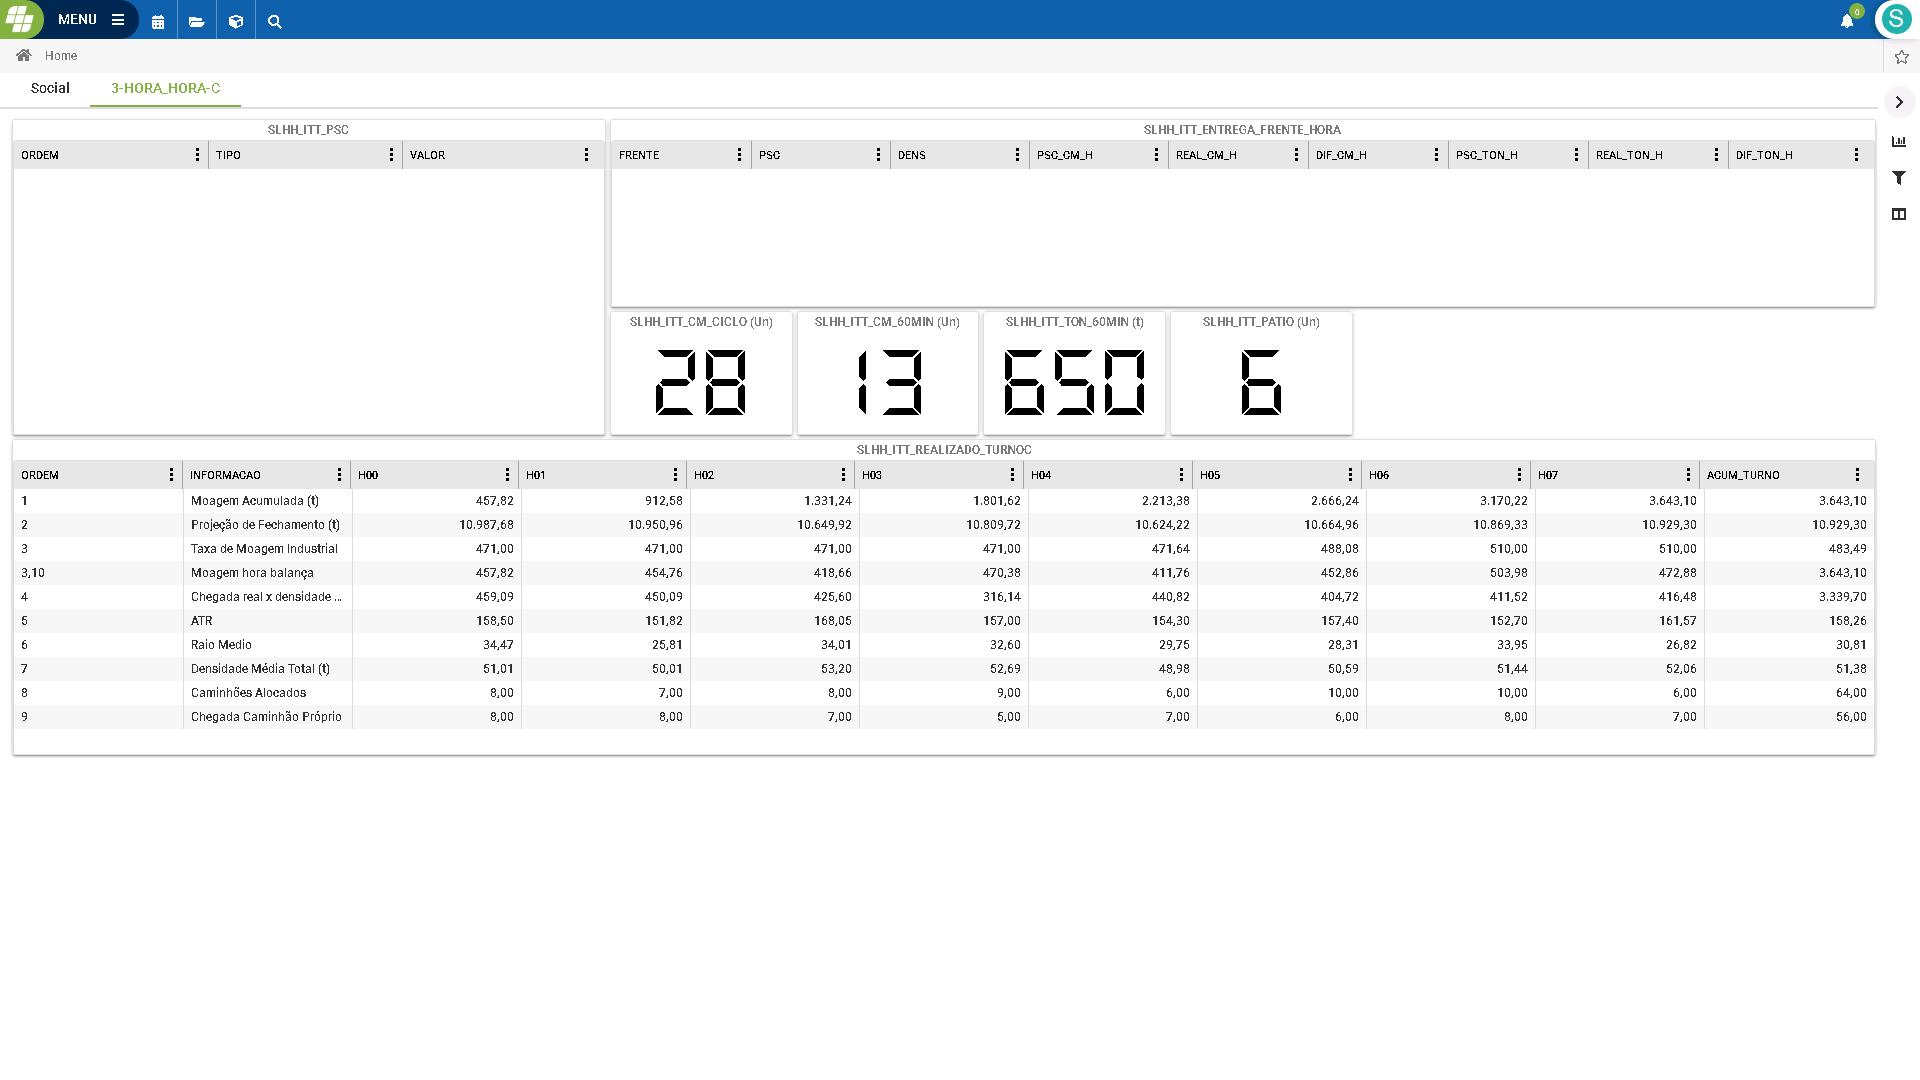 MENU
0
S
Home
Social 3-HORA_HORA-C
SLHH_ITT_PSC
ORDEM TIPO VALOR
SLHH_ITT_ENTREGA_FRENTE_HORA
FRENTE PSC DENS PSC_CM_H REAL_CM_H DIF_CM_H PSC_TON_H REAL_TON_H DIF_TON_H
SLHH_ITT_CM_CICLO (Un) SLHH_ITT_CM_60MIN (Un) SLHH_ITT_TON_60MIN (t) SLHH_ITT_PATIO (Un)
28 13 650 6
SLHH_ITT_REALIZADO_TURNOC
ORDEM INFORMACAO H00 H01 H02 H03 H04 H05 H06 H07 ACUM_TURNO
1 Moagem Acumulada (t) 457,82 912,58 1.331,24 1.801,62 2.213,38 2.666,24 3.170,22 3.643,10 3.643,10
2 Projeção de Fechamento (t) 10.987,68 10.950,96 10.649,92 10.809,72 10.624,22 10.664,96 10.869,33 10.929,30 10.929,30
3 Taxa de Moagem Industrial 471,00 471,00 471,00 471,00 471,64 488,08 510,00 510,00 483,49
3,10 Moagem hora balança 457,82 454,76 418,66 470,38 411,76 452,86 503,98 472,88 3.643,10
4 Chegada real x densidade ... 459,09 450,09 425,60 316,14 440,82 404,72 411,52 416,48 3.339,70
5 ATR 158,50 151,82 168,05 157,00 154,30 157,40 152,70 161,57 158,26
6 Raio Medio 34,47 25,81 34,01 32,60 29,75 28,31 33,95 26,82 30,81
7 Densidade Média Total (t) 51,01 50,01 53,20 52,69 48,98 50,59 51,44 52,06 51,38
8 Caminhões Alocados 8,00 7,00 8,00 9,00 6,00 10,00 10,00 6,00 64,00
9 Chegada Caminhão Próprio 8,00 8,00 7,00 5,00 7,00 6,00 8,00 7,00 56,00